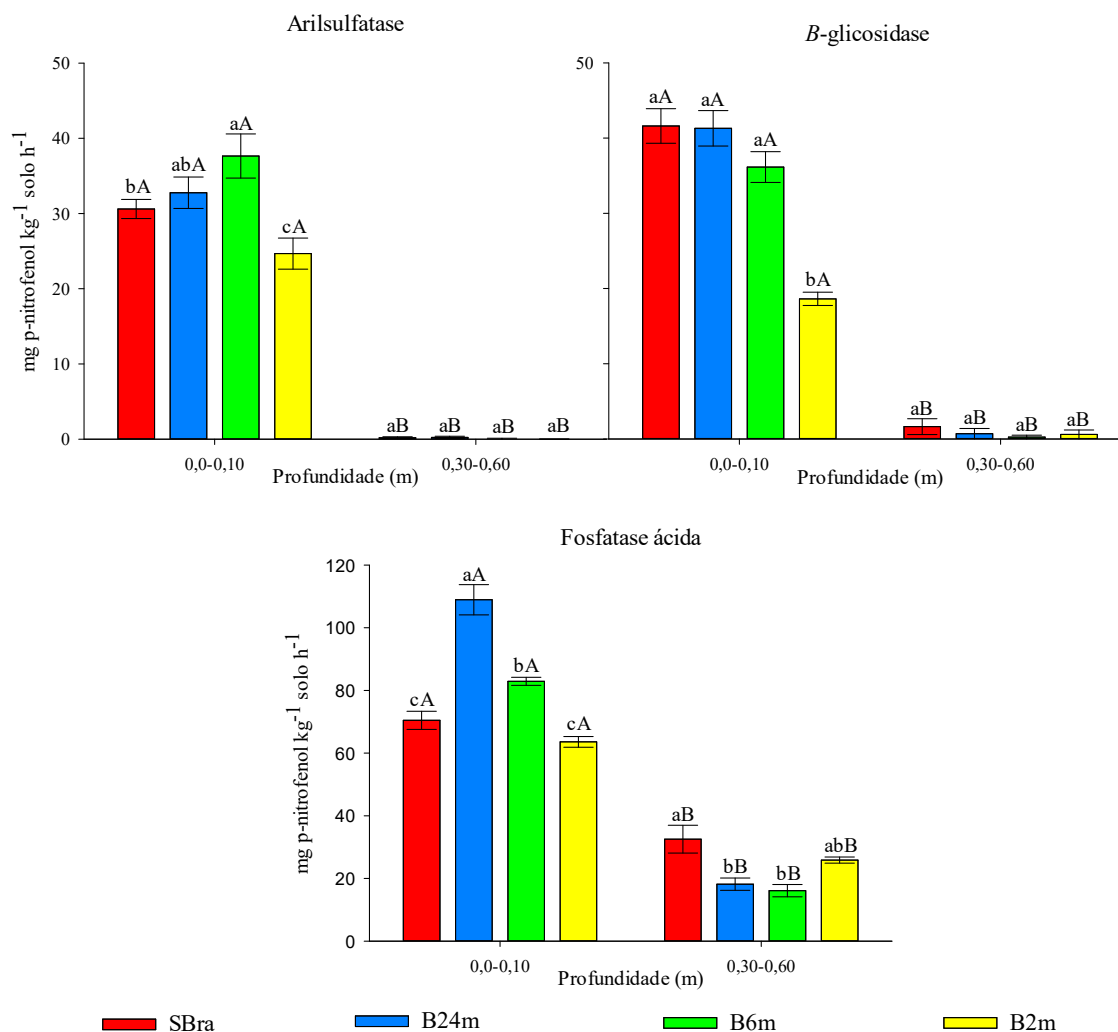 Arilsulfatase
B-glicosidase
50
40
30
20
10
0
mg p-nitrofenol kg⁻¹ solo h⁻¹
bA
abA
aA
cA
aB
aB
aB
aB
0,0-0,10
0,30-0,60
Profundidade (m)
50
aA
aA
aA
bA
aB
aB
aB
aB
0,0-0,10
0,30-0,60
Profundidade (m)
Fosfatase ácida
120
100
80
60
40
20
0
mg p-nitrofenol kg⁻¹ solo h⁻¹
cA
aA
bA
cA
aB
bB
bB
abB
0,0-0,10
0,30-0,60
Profundidade (m)
SBra
B24m
B6m
B2m